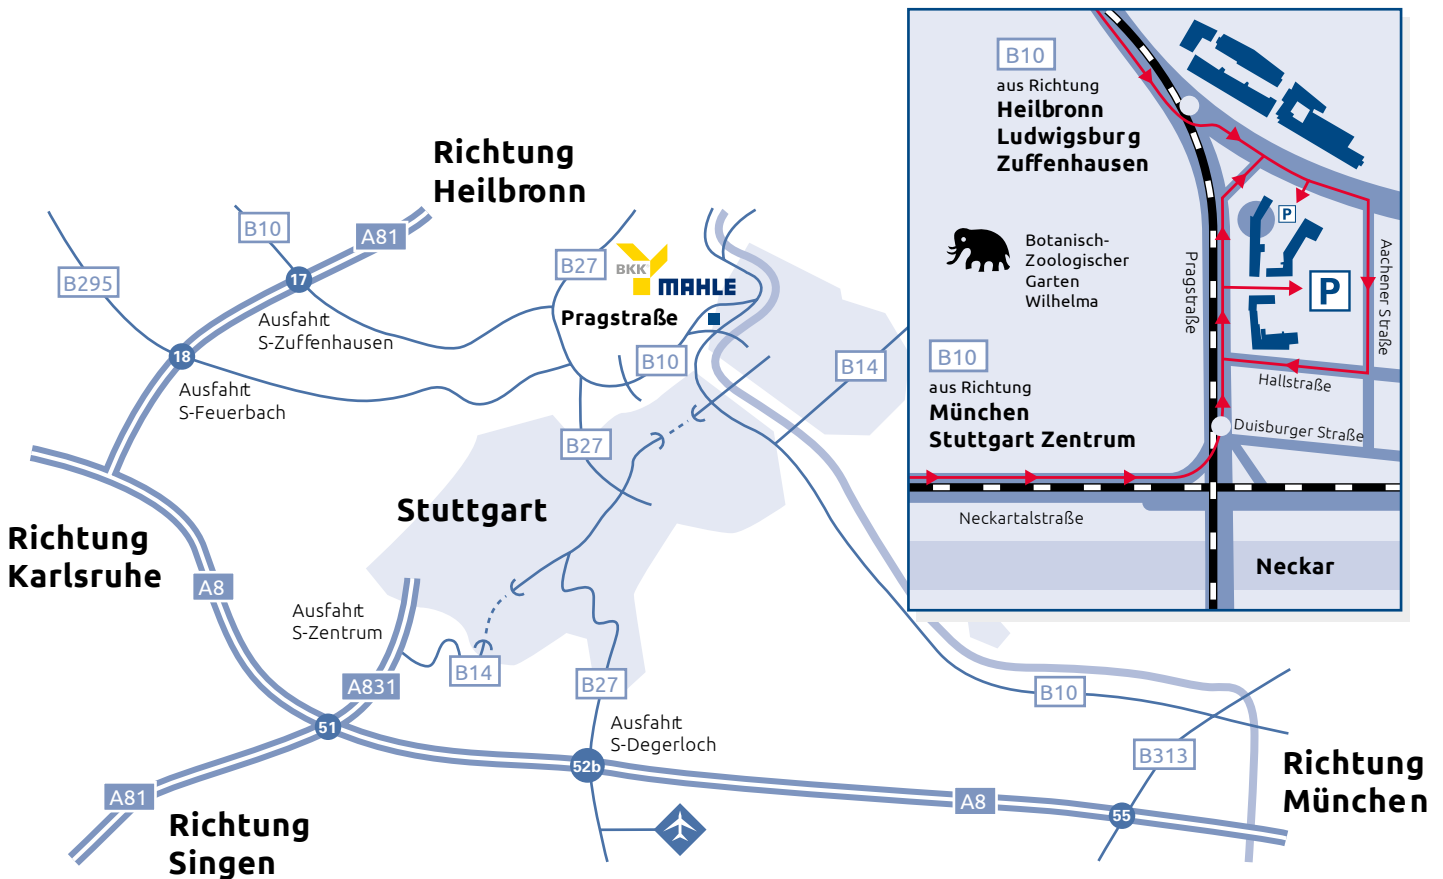 Richtung
Heilbronn
B10
A81
B295
17
Ausfahrt
S-Zuffenhausen
18
Ausfahrt
S-Feuerbach
B27
BKK
MAHLE
Pragstraße
B10
B14
B27
Stuttgart
Richtung
Karlsruhe
A8
Ausfahrt
S-Zentrum
A831
B14
B27
51
Ausfahrt
S-Degerloch
52b
A81
Richtung
Singen
A8
B10
B313
55
Richtung
München
B10
aus Richtung
Heilbronn
Ludwigsburg
Zuffenhausen
Botanisch-
Zoologischer
Garten
Wilhelma
Pragstraße
P
P
Aachener Straße
Hallstraße
Duisburger Straße
B10
aus Richtung
München
Stuttgart Zentrum
Neckartalstraße
Neckar